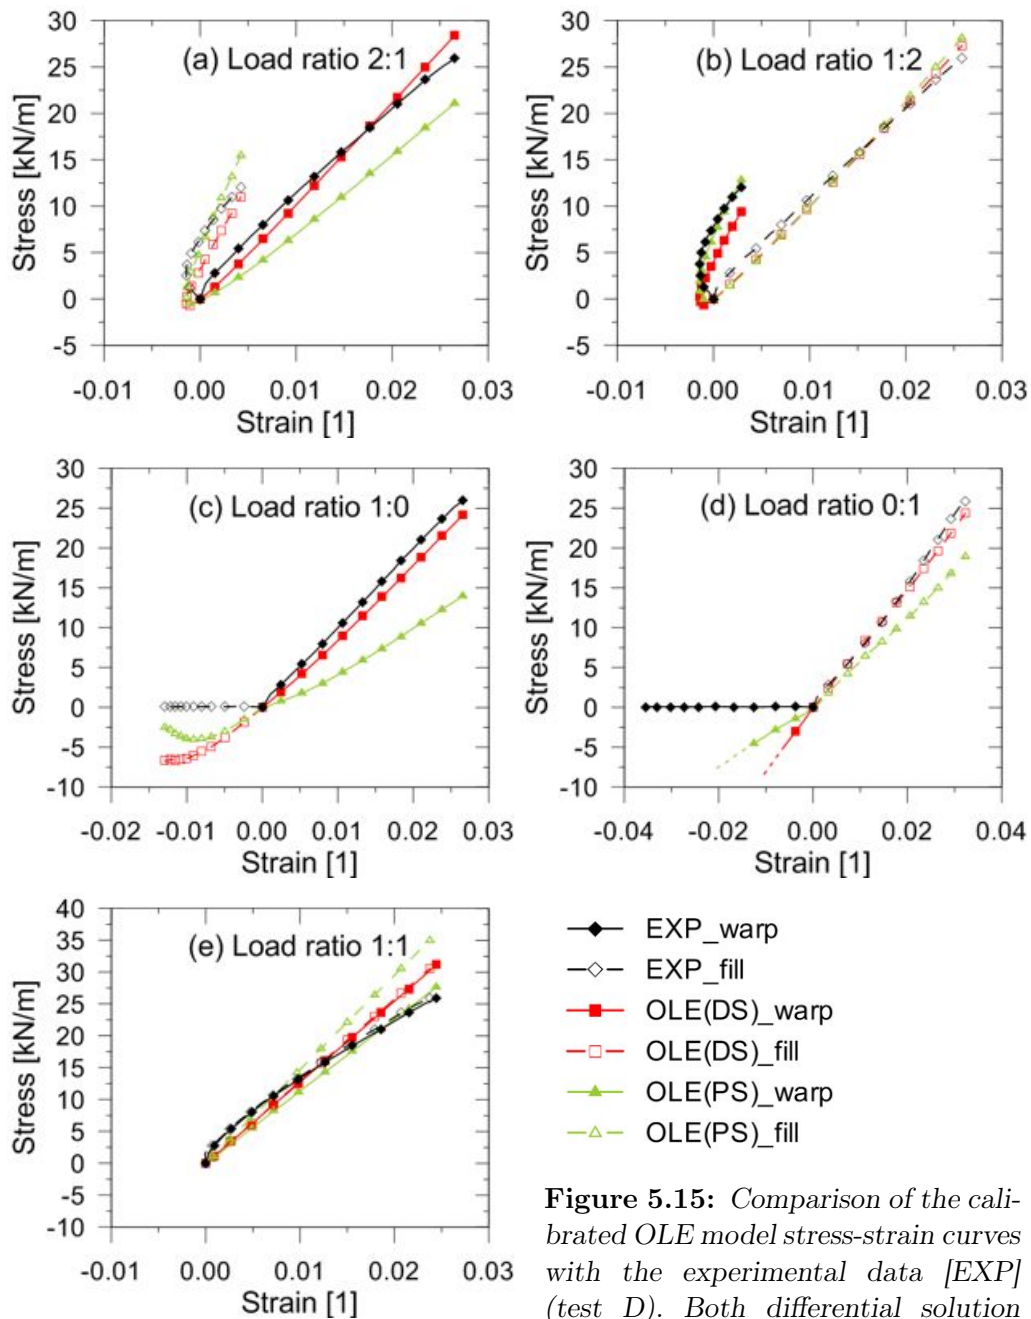 (a) Load ratio 2:1
Stress [kN/m]
30
25
20
15
10
5
0
-5
-0.01 0.00 0.01 0.02 0.03
Strain [1]
(b) Load ratio 1:2
Stress [kN/m]
30
25
20
15
10
5
0
-5
-0.01 0.00 0.01 0.02 0.03
Strain [1]
(c) Load ratio 1:0
Stress [kN/m]
30
25
20
15
10
5
0
-5
-10
-0.02 -0.01 0.00 0.01 0.02 0.03
Strain [1]
(d) Load ratio 0:1
Stress [kN/m]
30
25
20
15
10
5
0
-5
-10
-0.04 -0.02 0.00 0.02 0.04
Strain [1]
(e) Load ratio 1:1
Stress [kN/m]
40
35
30
25
20
15
10
5
0
-5
-10
-0.01 0.00 0.01 0.02 0.03
Strain [1]
EXP_warp
EXP_fill
OLE(DS)_warp
OLE(DS)_fill
OLE(PS)_warp
OLE(PS)_fill
Figure 5.15: Comparison of the cali-
brated OLE model stress-strain curves
with the experimental data [EXP]
(test D). Both differential solution